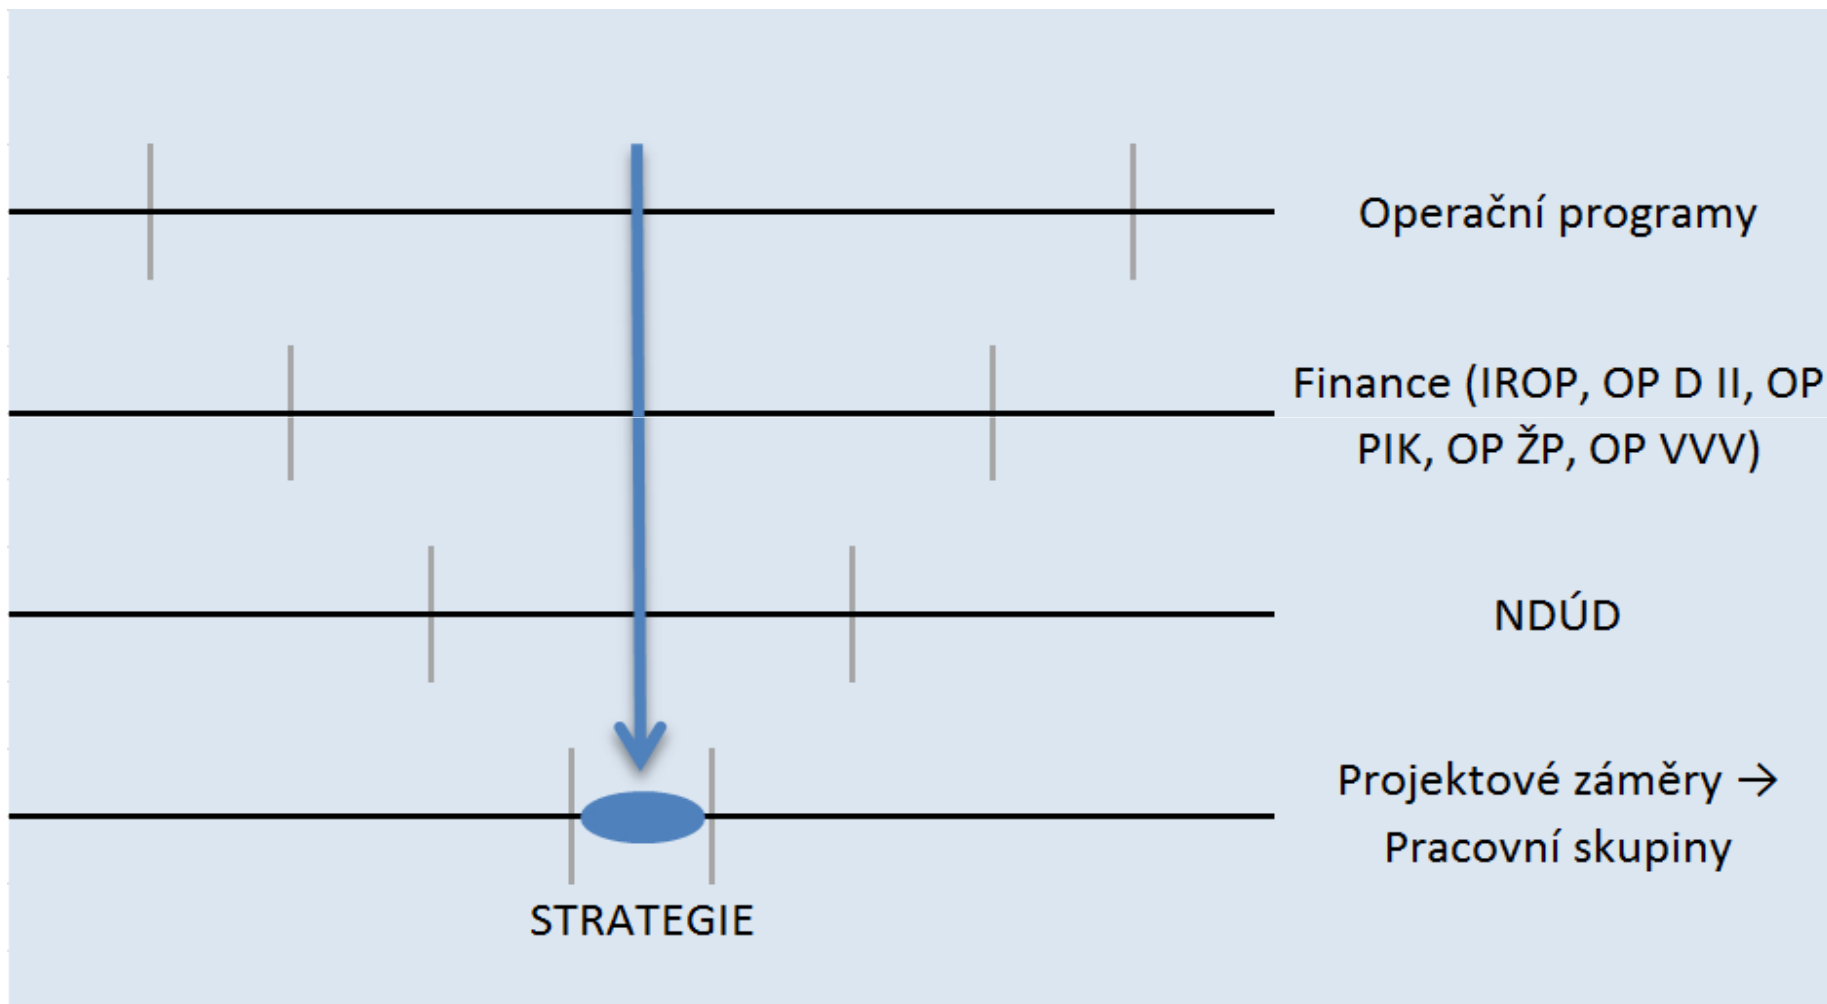 Operační programy
Finance (IROP, OP D II, OP
PIK, OP ŽP, OP VVV)
NDÚD
Projektové záměry →
Pracovní skupiny
STRATEGIE